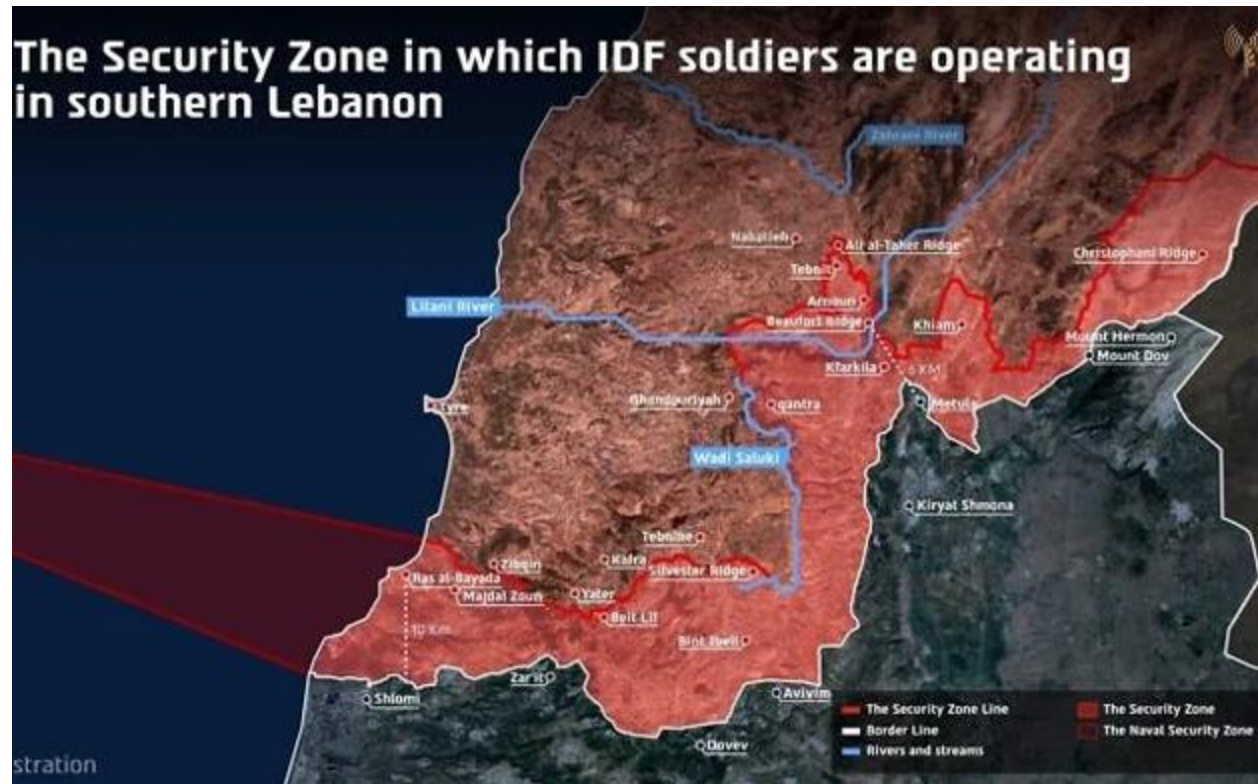 The Security Zone in which IDF soldiers are operating
in southern Lebanon
Zahrani River
Nabatieh
Ali al-Taher Ridge
Christophani Ridge
Tebnit
Arnoun
Litani River
Beaufort Ridge
Khiam
Mount Hermon
Mount Dov
Kfarkila
6 KM
Ghandouriyah
qantra
Metula
Tyre
Wadi Saluki
Kiryat Shmona
Tebnine
Zibqin
Kafra
Silvester Ridge
Ras al-Bayada
Majdal Zoun
Yater
Beit Lif
10 Km
Bint Jbeil
Zar'it
Shlomi
Avivim
Dovev
The Security Zone Line
The Security Zone
Border Line
The Naval Security Zone
Rivers and streams
stration